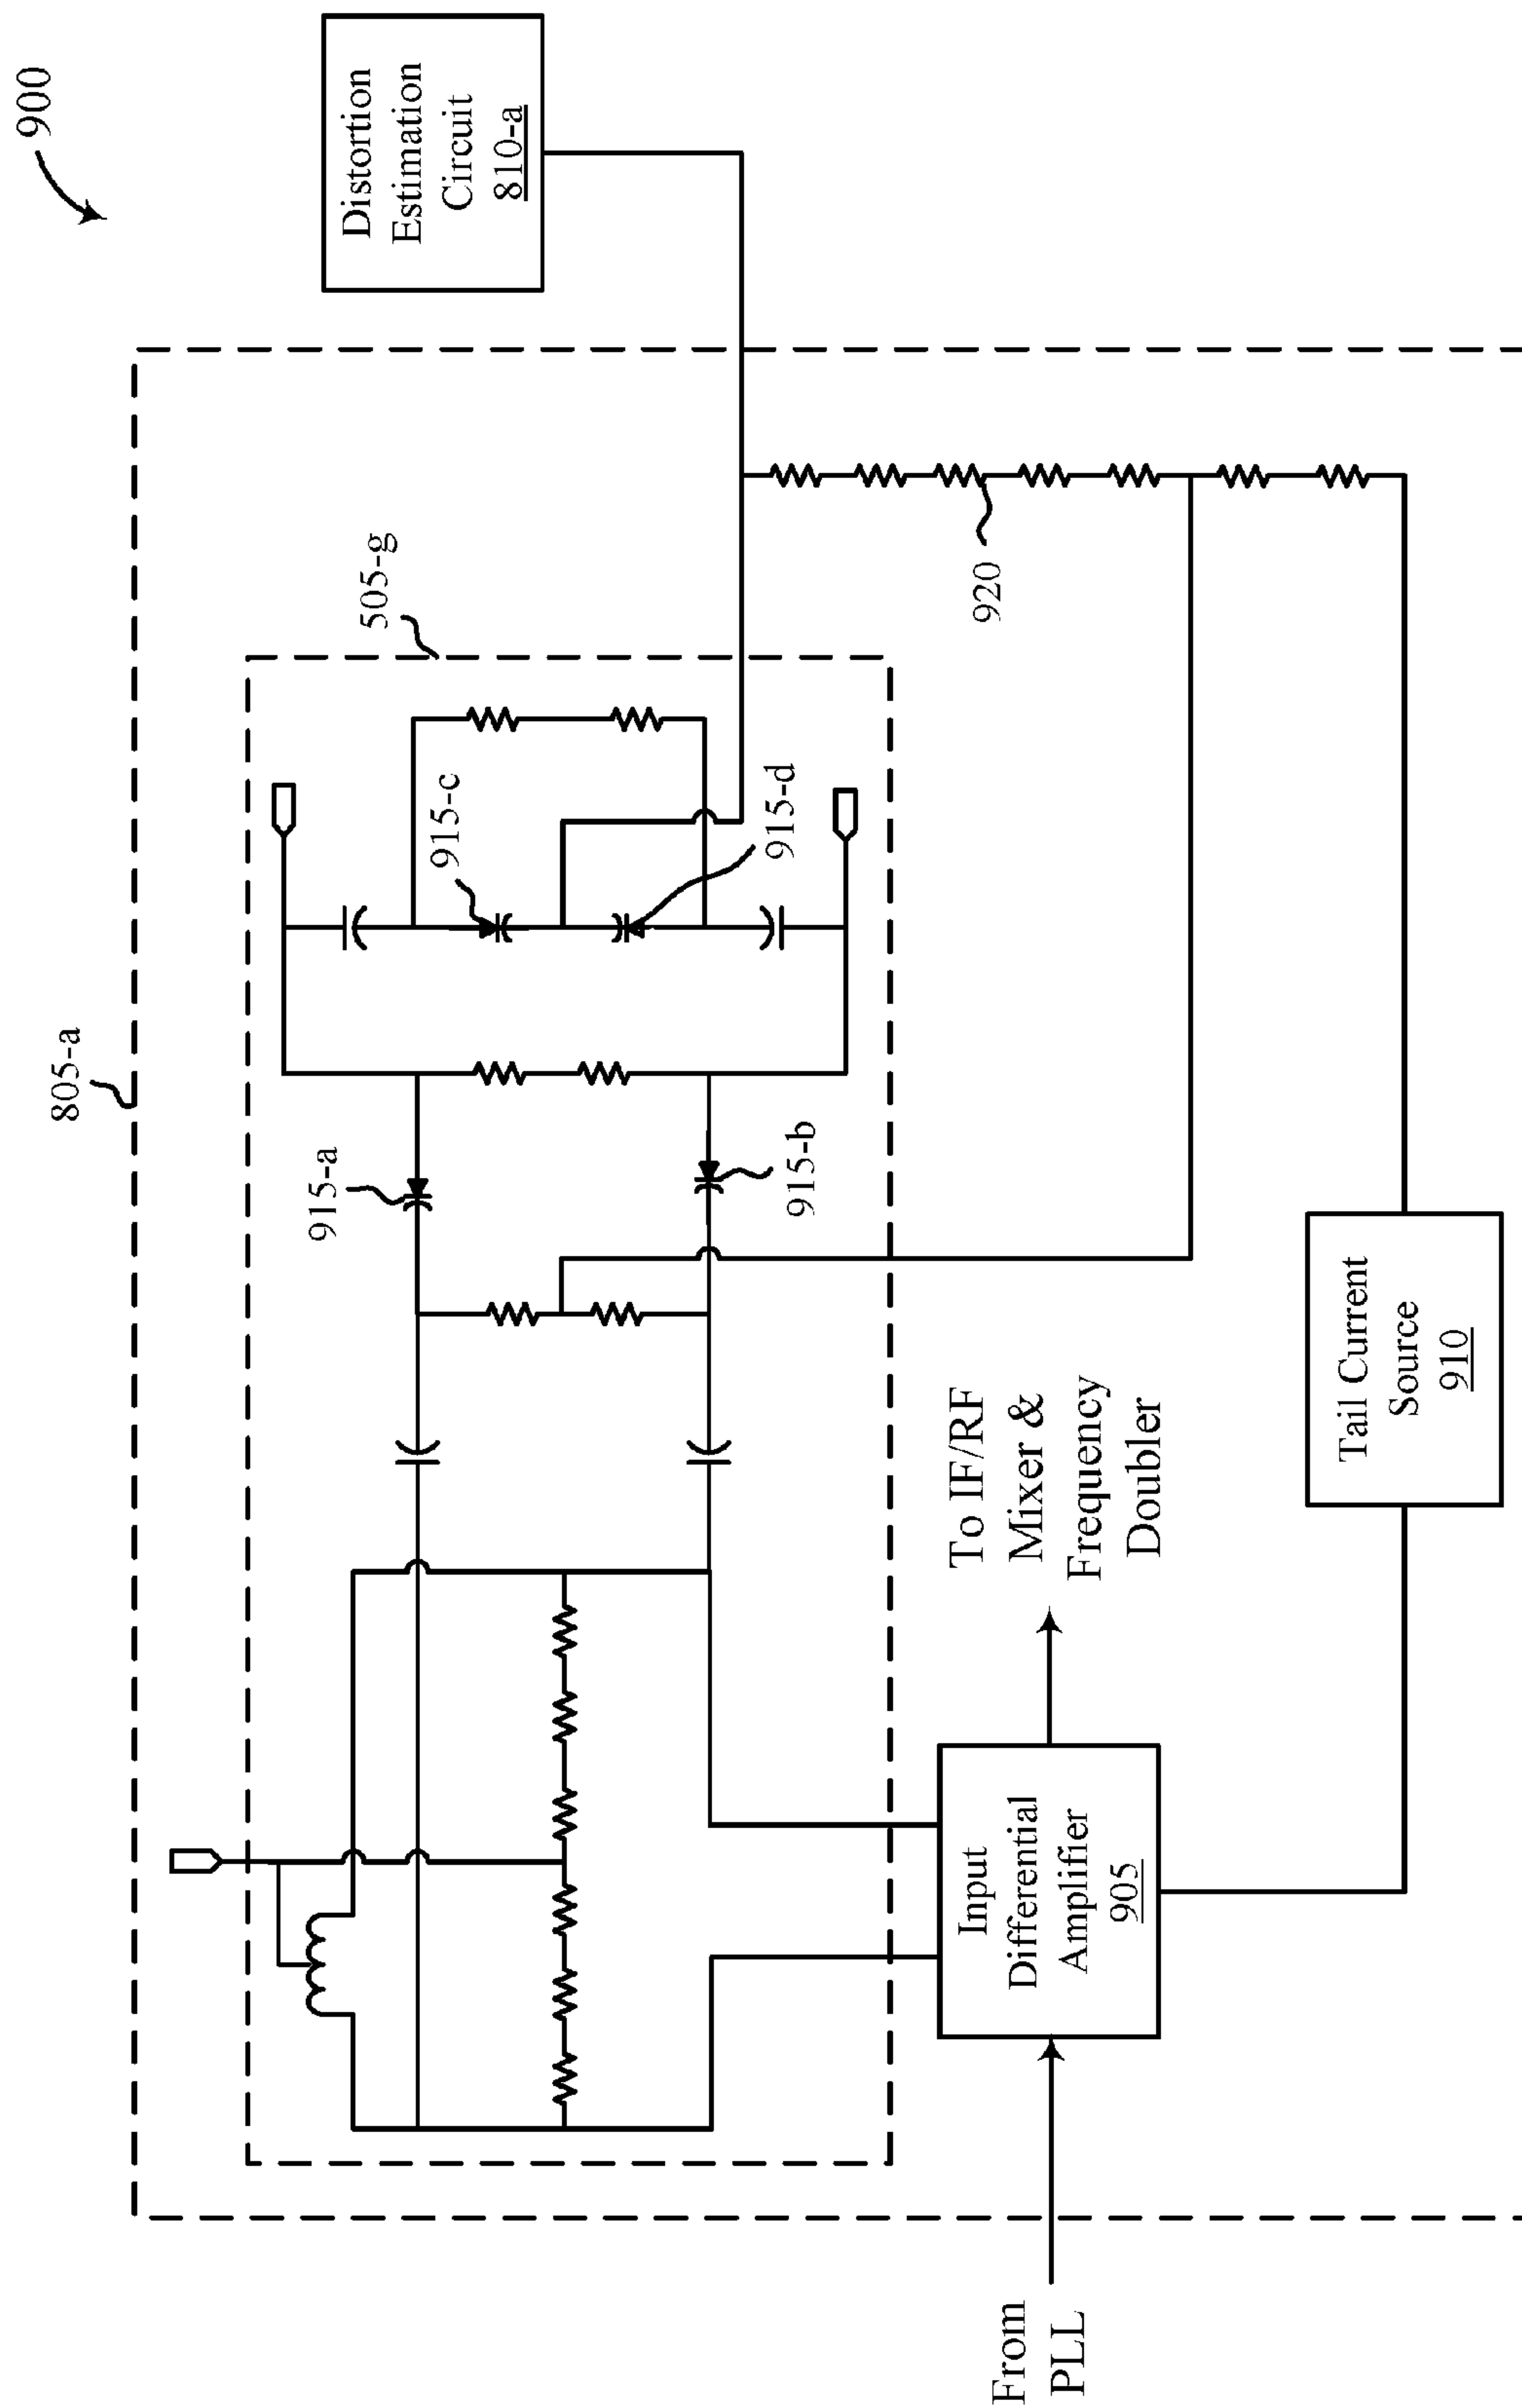 900
805-a
Distortion
Estimation
Circuit
810-a
505-g
915-a
915-c
915-b
915-d
920
From
PLL
Input
Differential
Amplifier
905
To IF/RF
Mixer &
Frequency
Doubler
Tail Current
Source
910